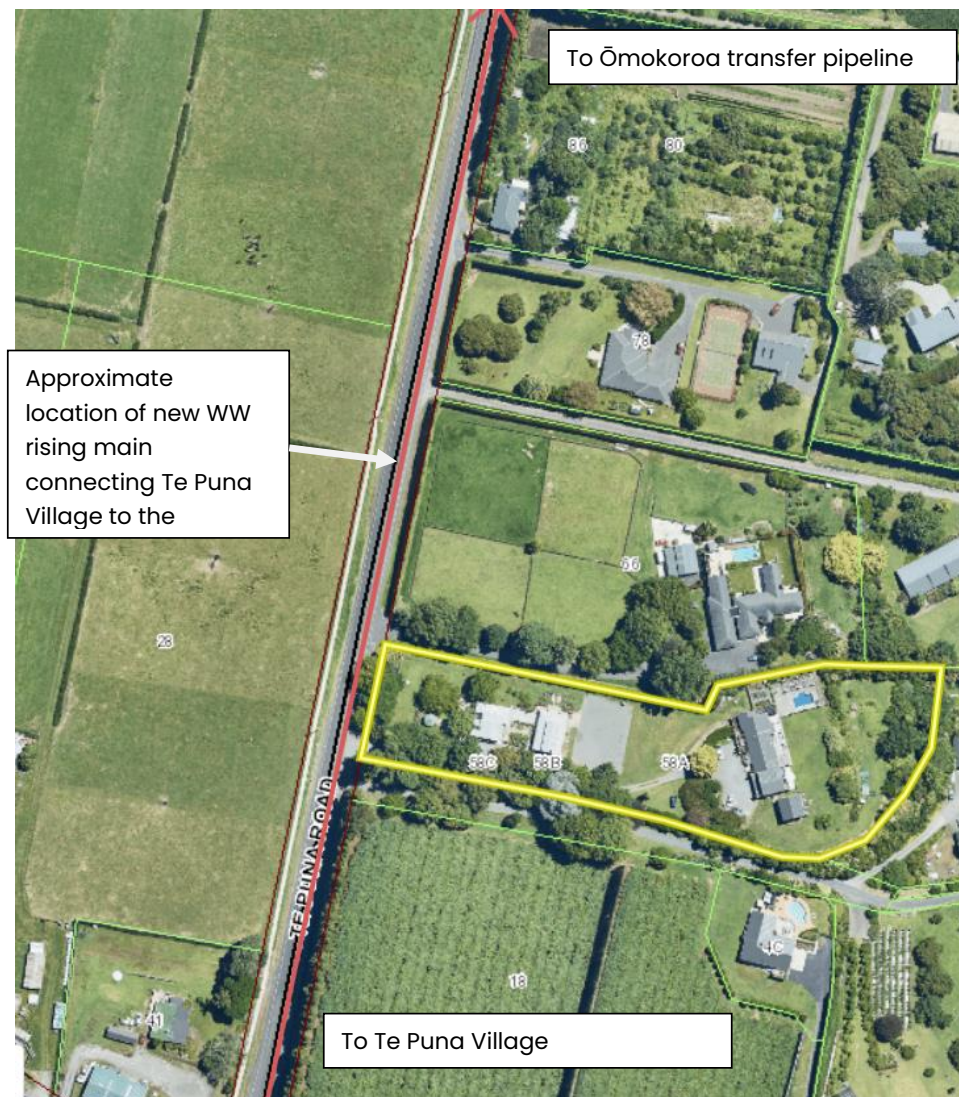 To Ōmokoroa transfer pipeline
86
80
78
Approximate
location of new WW
rising main
connecting Te Puna
Village to the
66
28
58C
58B
58A
TE PUNA ROAD
4C
18
41
To Te Puna Village